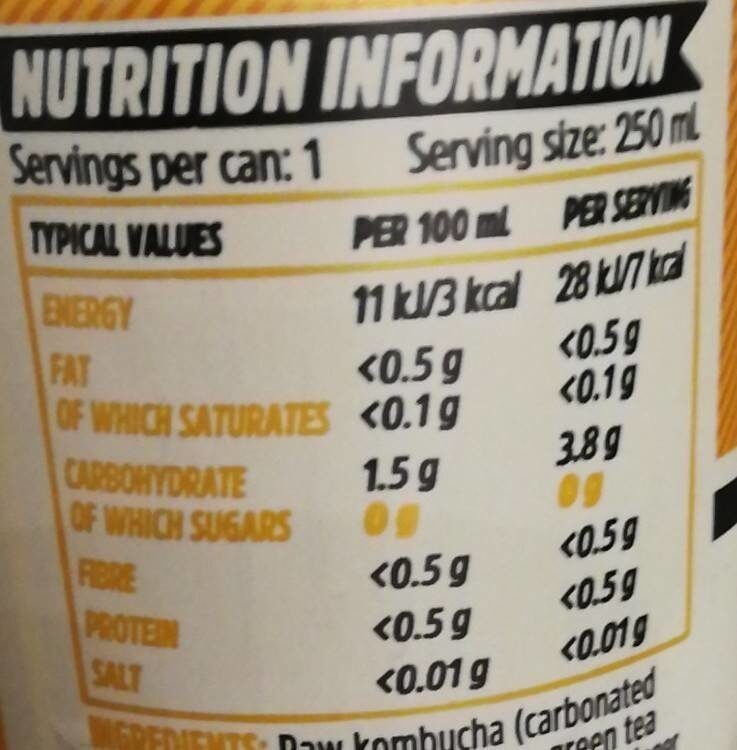 NUTRITION INFORMATION
Servings per can: 1 Serving size: 250 ml
TYPICAL VALUES PER 100 ml PER SERVING
ENERGY 11 kJ/3 kcal 28 kJ/7 kcal
FAT <0.5 g <0.5 g
OF WHICH SATURATES <0.1 g <0.1 g
CARBOHYDRATE 1.5 g 3.8 g
OF WHICH SUGARS 0 g 0 g
FIBRE <0.5 g <0.5 g
PROTEIN <0.5 g <0.5 g
SALT <0.01 g <0.01 g
INGREDIENTS: Raw kombucha (carbonated
green tea